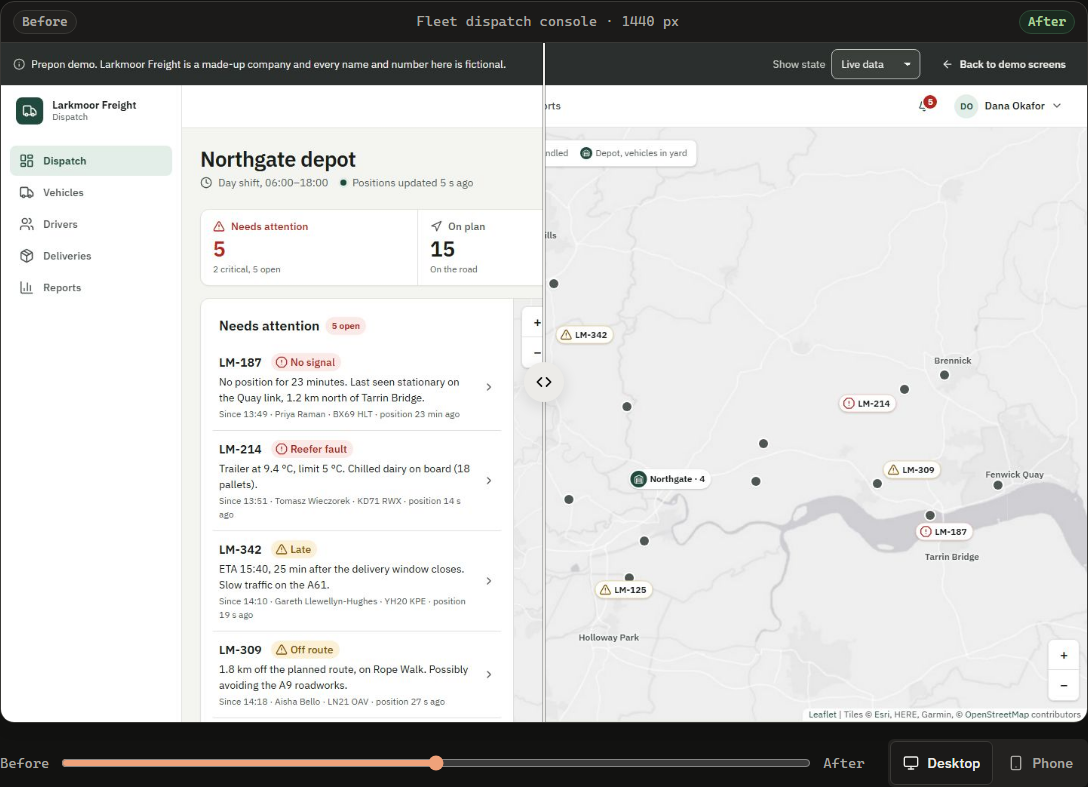 Before
Fleet dispatch console · 1440 px
After
Prepon demo. Larkmoor Freight is a made-up company and every name and number here is fictional.
Show state
Live data
Back to demo screens
Larkmoor Freight
Dispatch
Dispatch
Vehicles
Drivers
Deliveries
Reports
Northgate depot
Day shift, 06:00–18:00
Positions updated 5 s ago
Needs attention
5
2 critical, 5 open
On plan
15
On the road
Needs attention
5 open
LM-187
No signal
No position for 23 minutes. Last seen stationary on
the Quay link, 1.2 km north of Tarrin Bridge.
Since 13:49 · Priya Raman · BX69 HLT · position 23 min ago
LM-214
Reefer fault
Trailer at 9.4 °C, limit 5 °C. Chilled dairy on board (18
pallets).
Since 13:51 · Tomasz Wieczorek · KD71 RWX · position 14 s
ago
LM-342
Late
ETA 15:40, 25 min after the delivery window closes.
Slow traffic on the A61.
Since 14:10 · Gareth Llewellyn-Hughes · YH20 KPE · position
19 s ago
LM-309
Off route
1.8 km off the planned route, on Rope Walk. Possibly
avoiding the A9 roadworks.
Since 14:18 · Aisha Bello · LN21 OAV · position 27 s ago
+
−
orts
5
DO
Dana Okafor
ndled
Depot, vehicles in yard
ills
LM-342
Brennick
LM-214
LM-309
Northgate · 4
Fenwick Quay
LM-187
Tarrin Bridge
LM-125
Holloway Park
+
−
Leaflet | Tiles © Esri, HERE, Garmin, © OpenStreetMap contributors
Before
After
Desktop
Phone